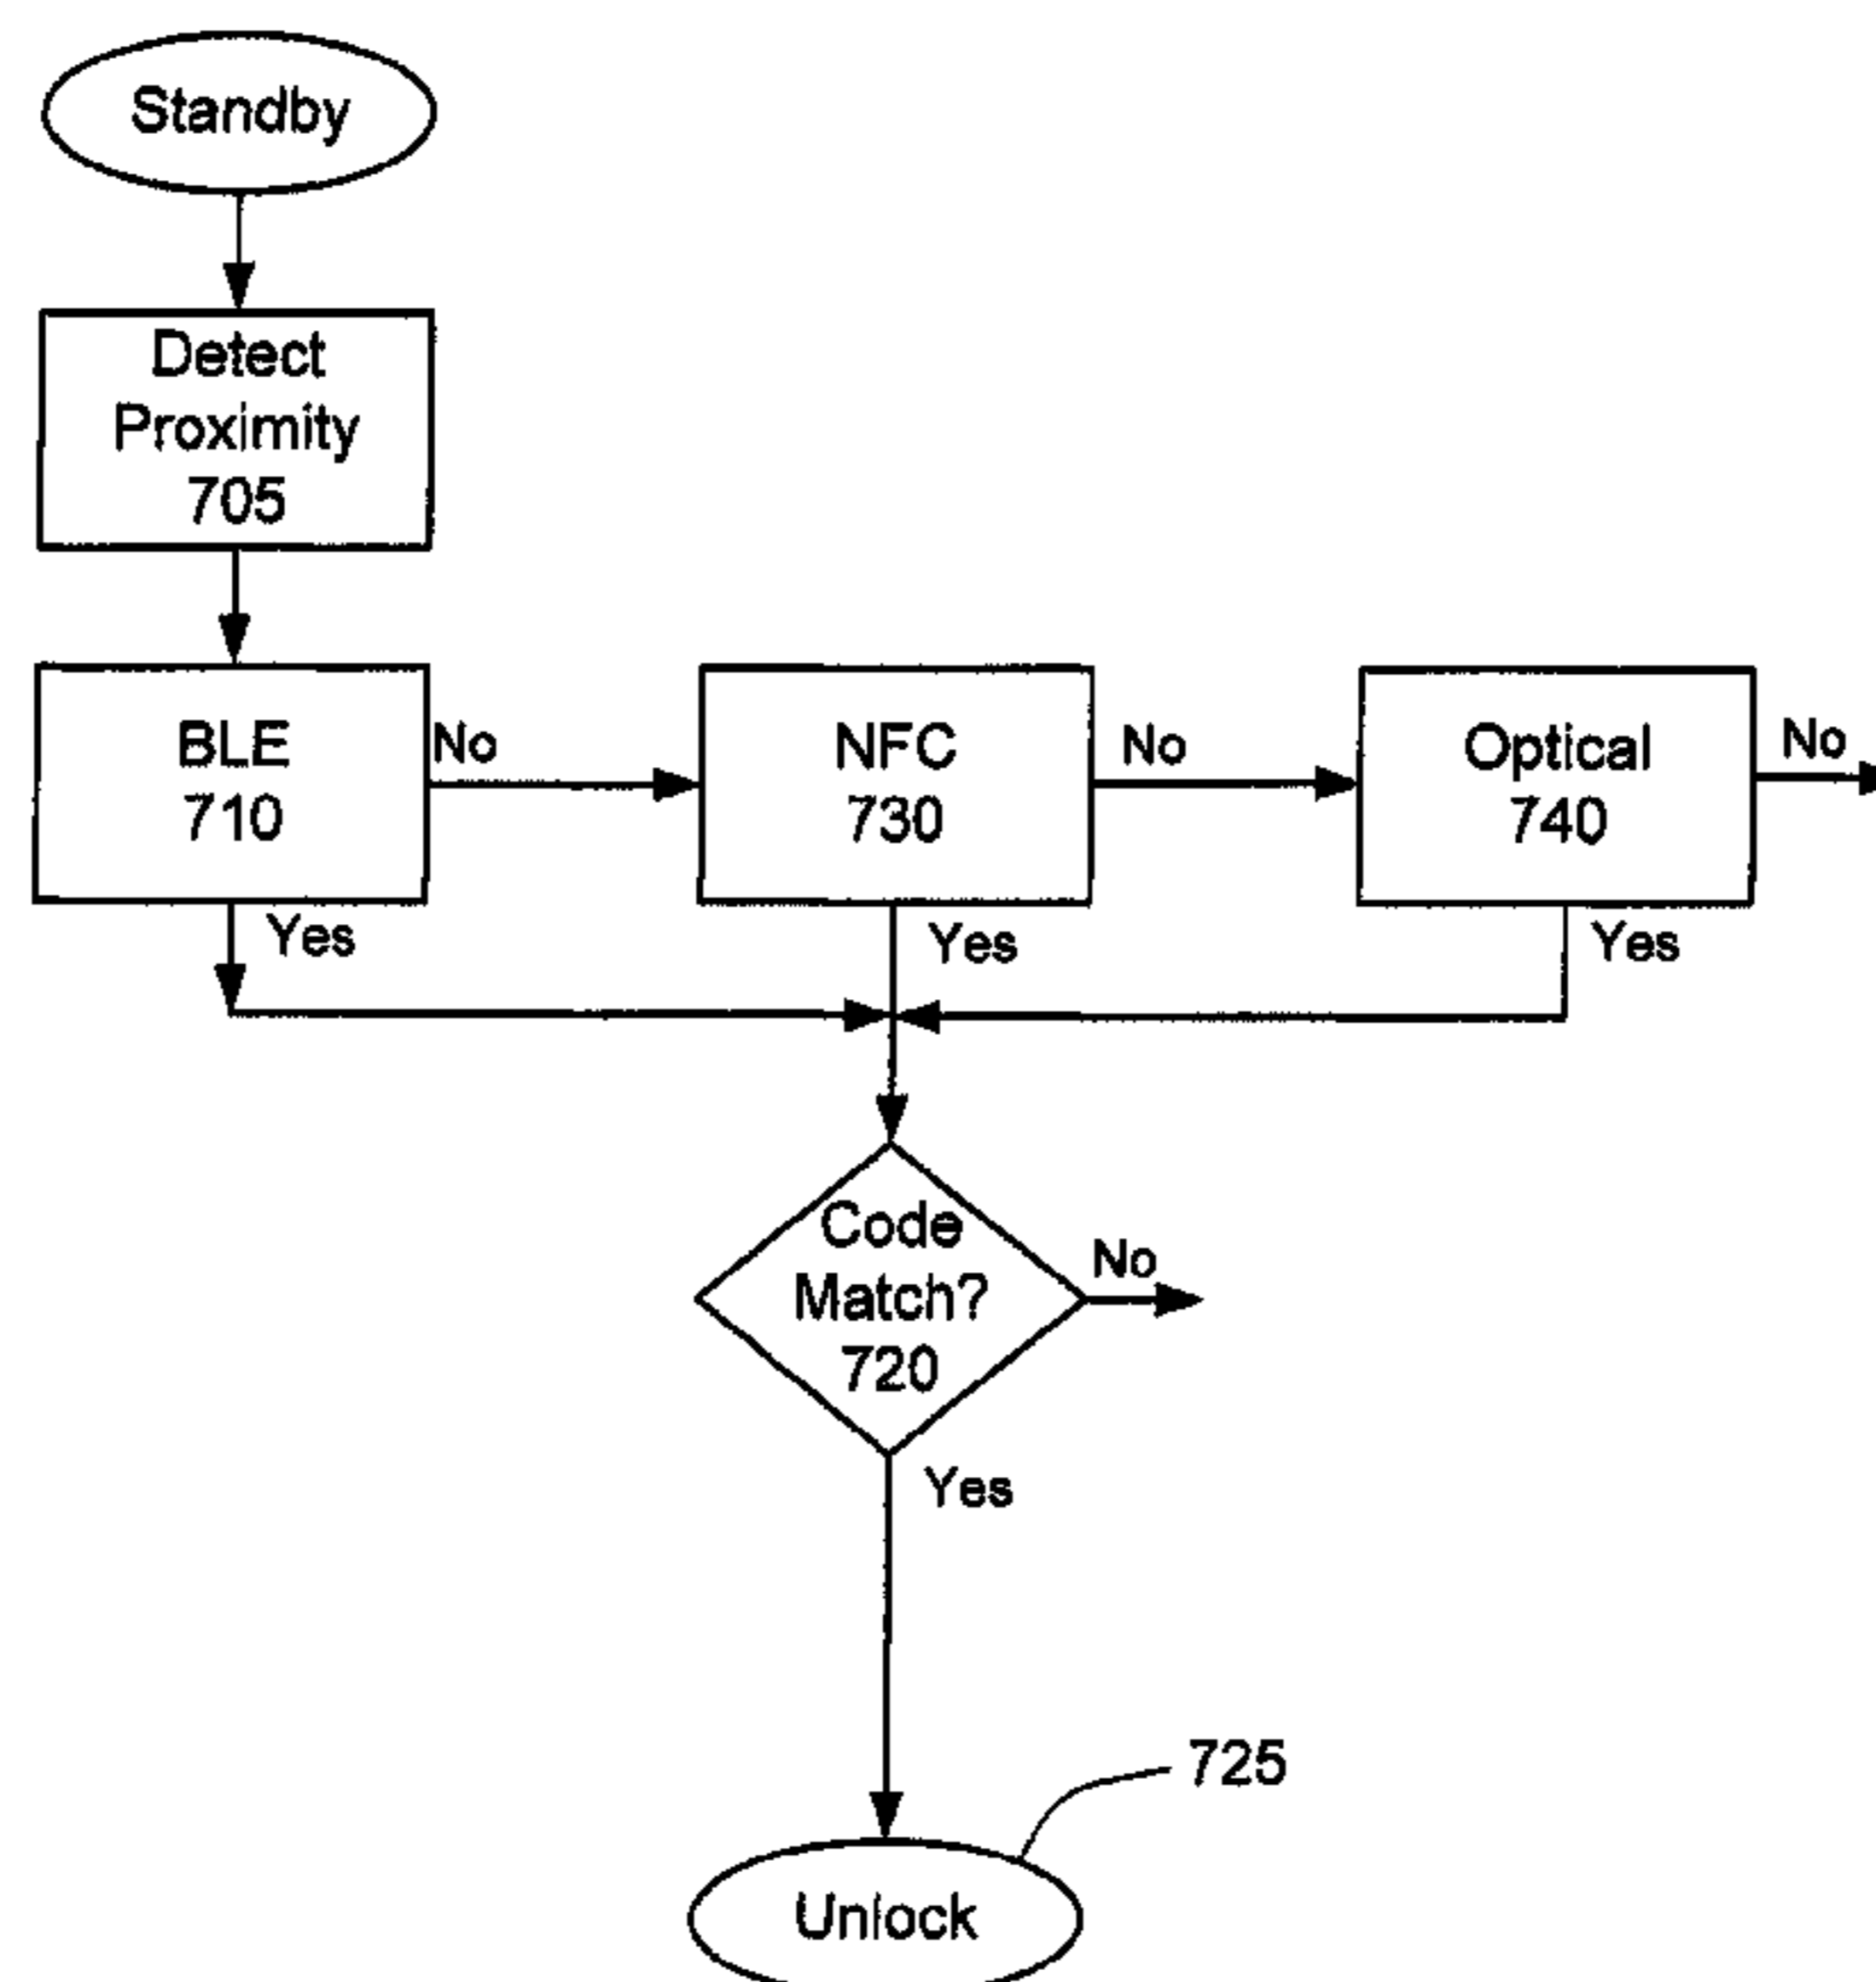 Standby
Detect
Proximity
705
BLE
710
No
NFC
730
No
Optical
740
No
Yes
Yes
Yes
Code
Match?
720
No
Yes
725
Unlock